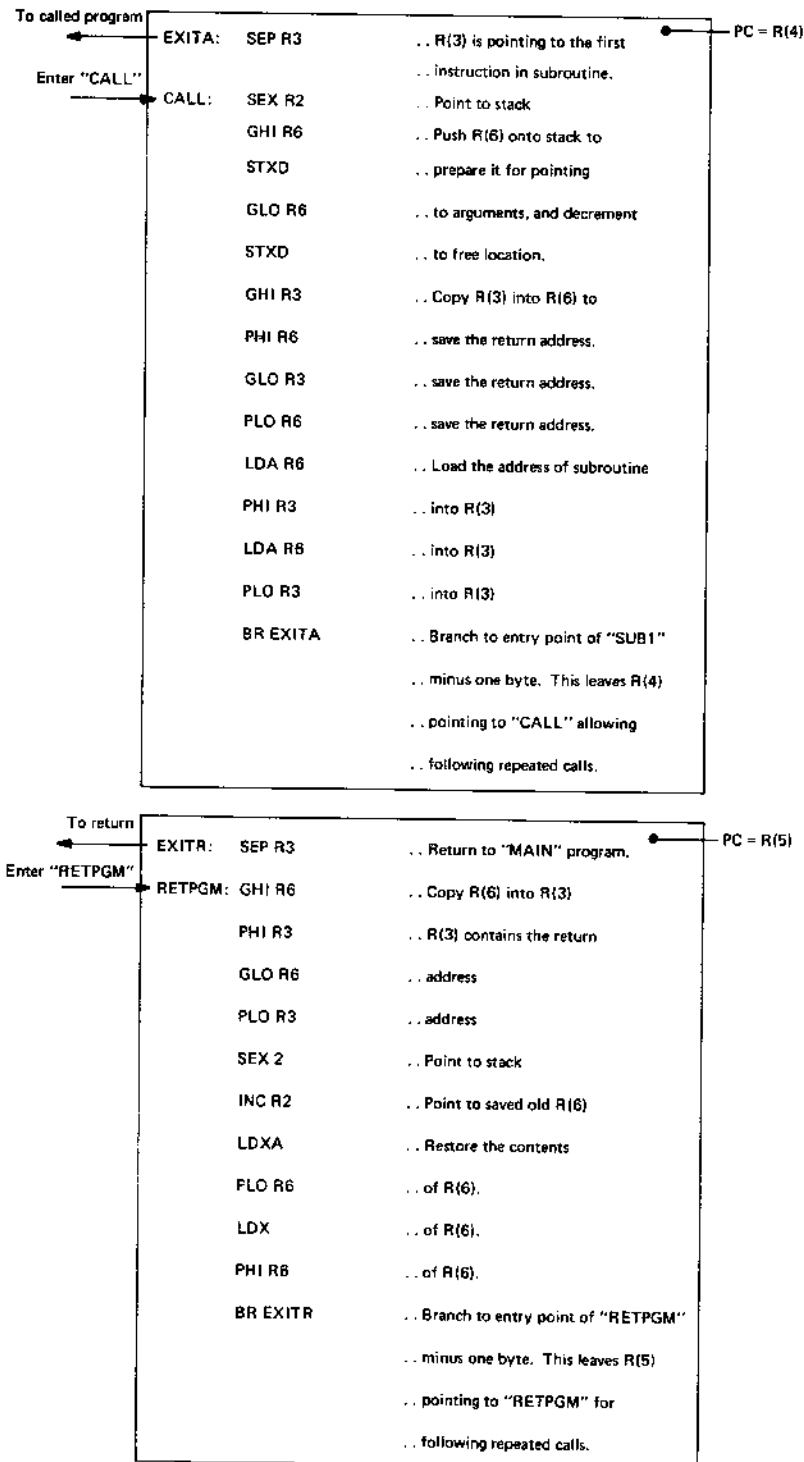 To called program
EXITA: SEP R3 . . R(3) is pointing to the first PC = R(4)
. . instruction in subroutine.
Enter "CALL"
CALL: SEX R2 . . Point to stack
GHI R6 . . Push R(6) onto stack to
STXD . . prepare it for pointing
GLO R6 . . to arguments, and decrement
STXD . . to free location.
GHI R3 . . Copy R(3) into R(6) to
PHI R6 . . save the return address.
GLO R3 . . save the return address.
PLO R6 . . save the return address.
LDA R6 . . Load the address of subroutine
PHI R3 . . into R(3)
LDA R6 . . into R(3)
PLO R3 . . into R(3)
BR EXITA . . Branch to entry point of "SUB1"
. . minus one byte. This leaves R(4)
. . pointing to "CALL" allowing
. . following repeated calls.
To return
EXITR: SEP R3 . . Return to "MAIN" program. PC = R(5)
Enter "RETPGM"
RETPGM: GHI R6 . . Copy R(6) into R(3)
PHI R3 . . R(3) contains the return
GLO R6 . . address
PLO R3 . . address
SEX 2 . . Point to stack
INC R2 . . Point to saved old R(6)
LDXA . . Restore the contents
PLO R6 . . of R(6).
LDX . . of R(6).
PHI R6 . . of R(6).
BR EXITR . . Branch to entry point of "RETPGM"
. . minus one byte. This leaves R(5)
. . pointing to "RETPGM" for
. . following repeated calls.